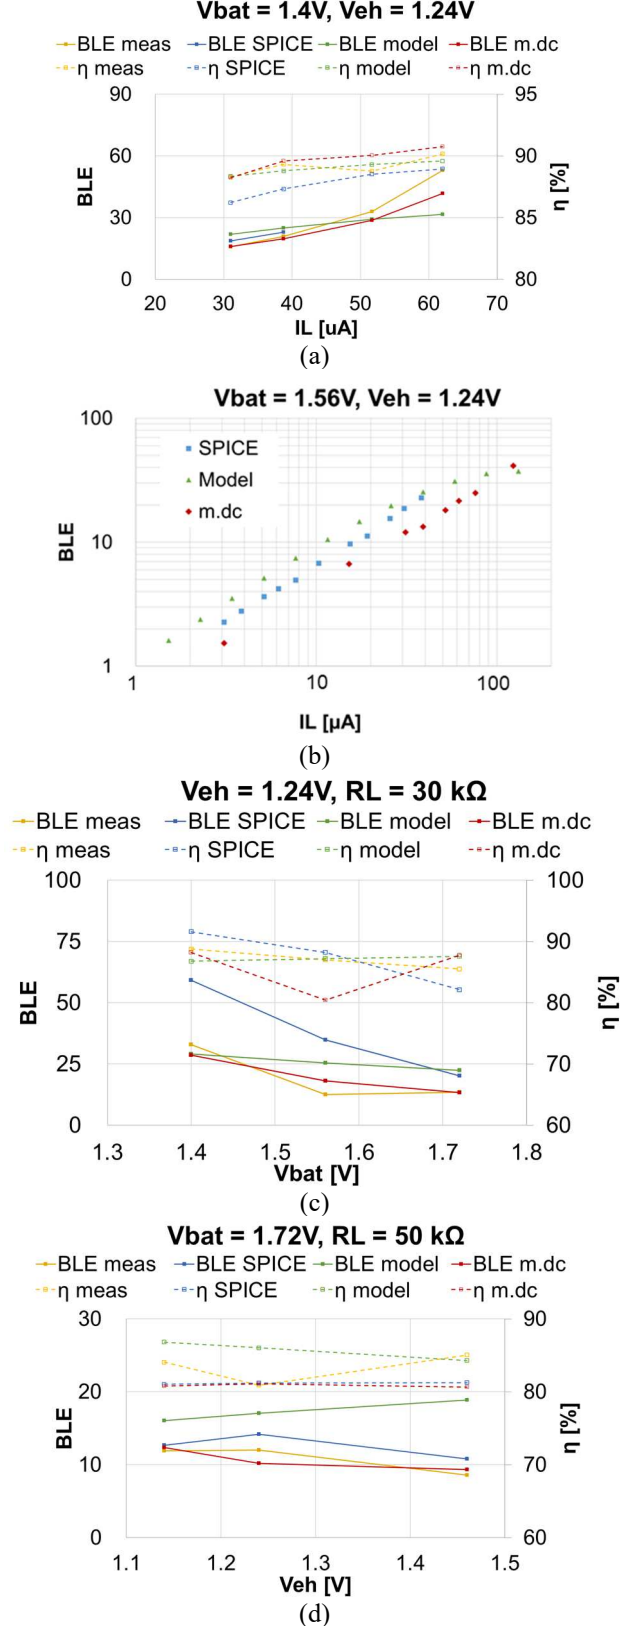 Vbat = 1.4V, Veh = 1.24V
BLE meas BLE SPICE BLE model BLE m.dc
η meas η SPICE η model η m.dc
90 95
60 90
30 85
0 80
BLE
η [%]
20 30 40 50 60 70
IL [uA]
(a)
Vbat = 1.56V, Veh = 1.24V
100
SPICE
Model
m.dc
10
BLE
1
1 10 100
IL [µA]
(b)
Veh = 1.24V, RL = 30 kΩ
BLE meas BLE SPICE BLE model BLE m.dc
η meas η SPICE η model η m.dc
100 100
75 90
50 80
25 70
0 60
BLE
η [%]
1.3 1.4 1.5 1.6 1.7 1.8
Vbat [V]
(c)
Vbat = 1.72V, RL = 50 kΩ
BLE meas BLE SPICE BLE model BLE m.dc
η meas η SPICE η model η m.dc
30 90
20 80
10 70
0 60
BLE
η [%]
1.1 1.2 1.3 1.4 1.5
Veh [V]
(d)